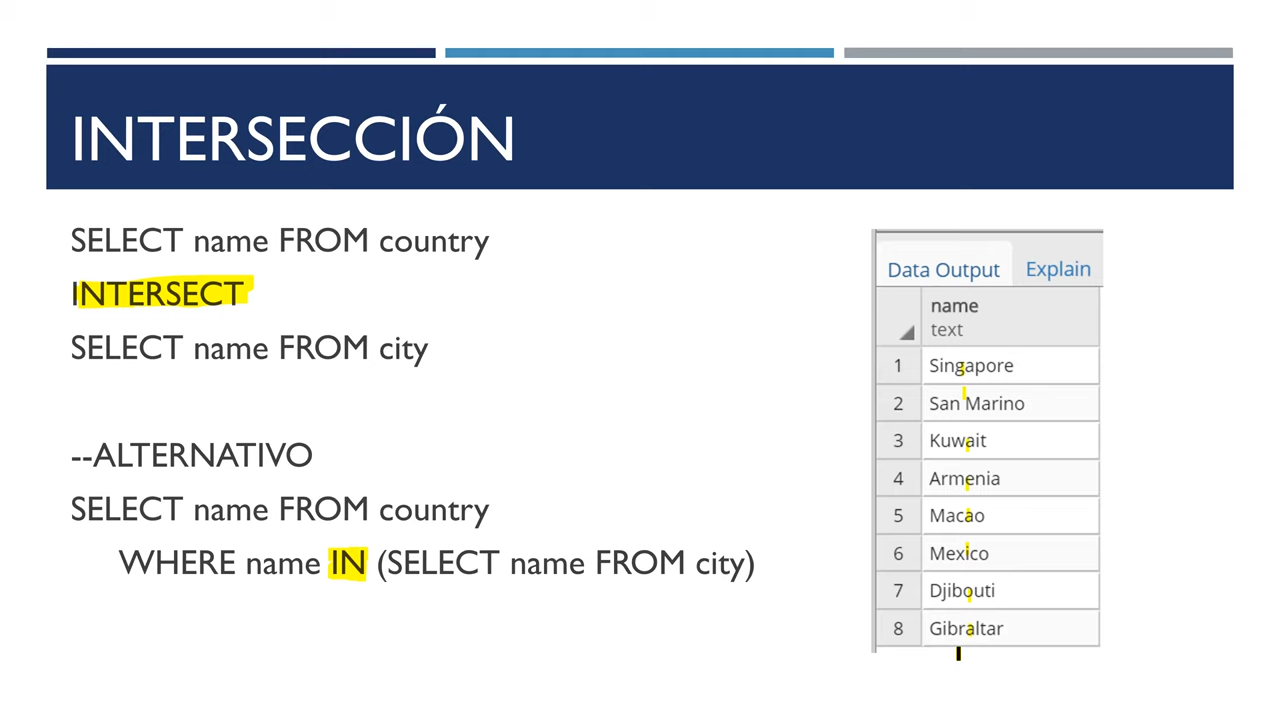 INTERSECCIÓN
SELECT name FROM country
INTERSECT
SELECT name FROM city
--ALTERNATIVO
SELECT name FROM country
WHERE name IN (SELECT name FROM city)
Data Output Explain
name
text
1 Singapore
2 San Marino
3 Kuwait
4 Armenia
5 Macao
6 Mexico
7 Djibouti
8 Gibraltar